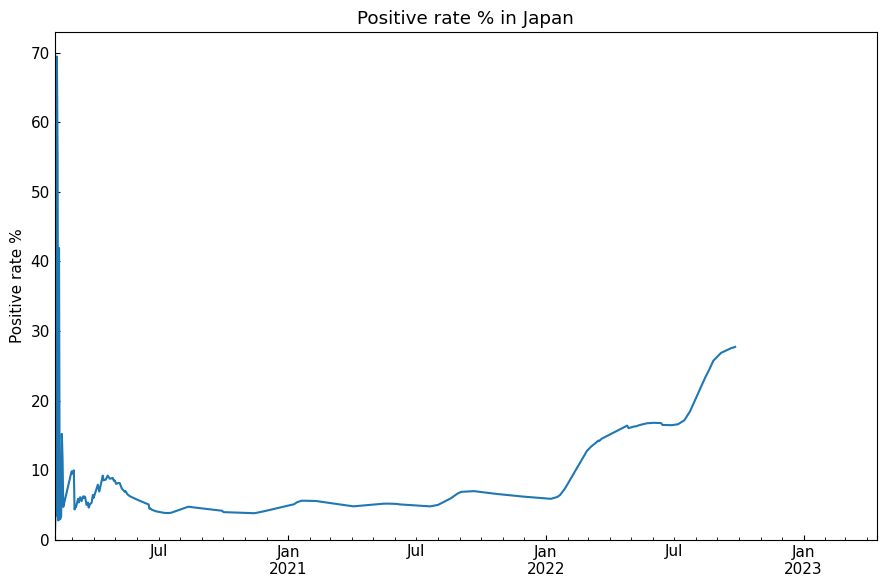 Positive rate % in Japan
Positive rate %
70
60
50
40
30
20
10
0
Jul
Jan
2021
Jul
Jan
2022
Jul
Jan
2023